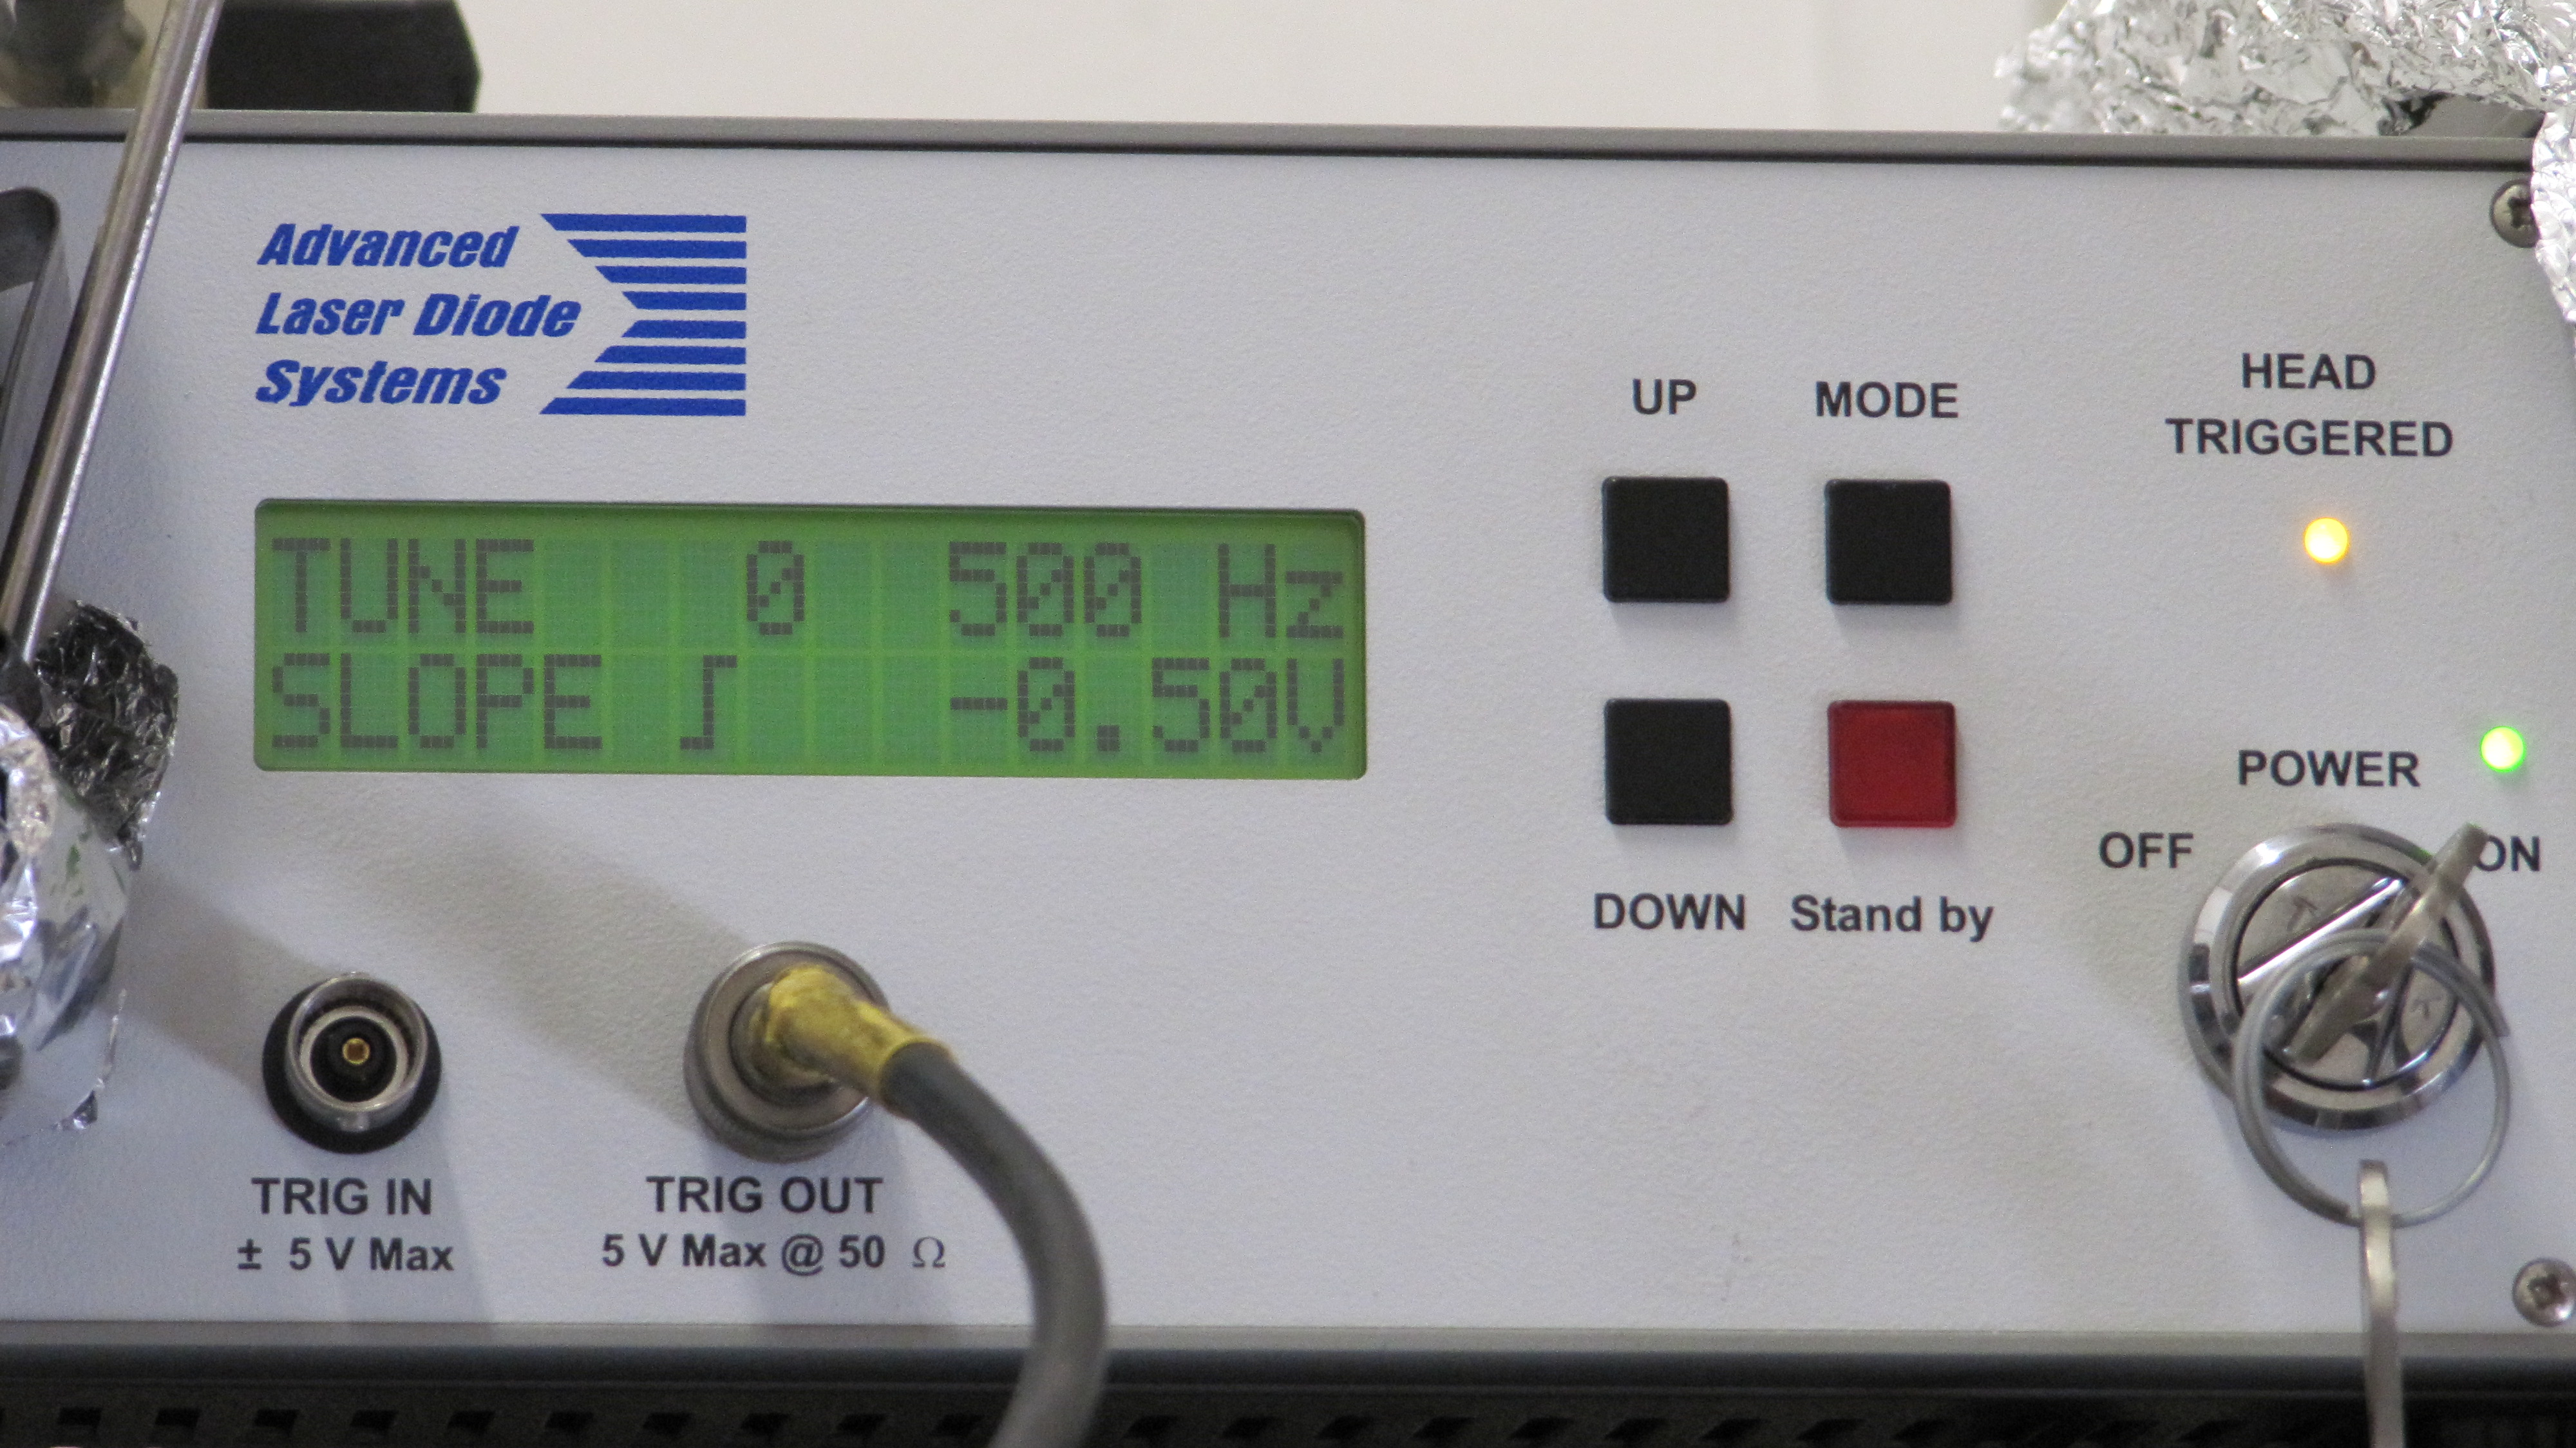 Advanced
Laser Diode
Systems
TUNE 0 500 Hz
SLOPE -0.50V
UP
MODE
DOWN
Stand by
HEAD
TRIGGERED
POWER
OFF
ON
TRIG IN
± 5 V Max
TRIG OUT
5 V Max @ 50 Ω